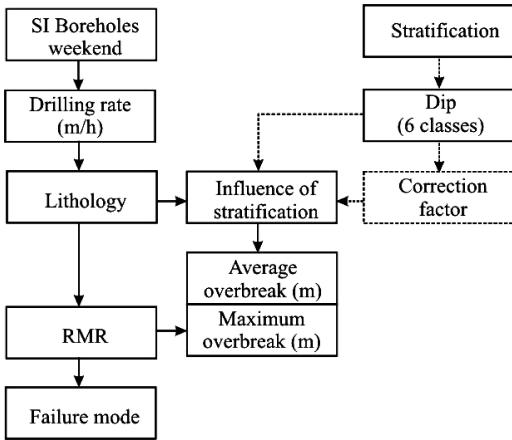 SI Boreholes
weekend
Drilling rate
(m/h)
Lithology
RMR
Failure mode
Influence of
stratification
Average
overbreak (m)
Maximum
overbreak (m)
Stratification
Dip
(6 classes)
Correction
factor